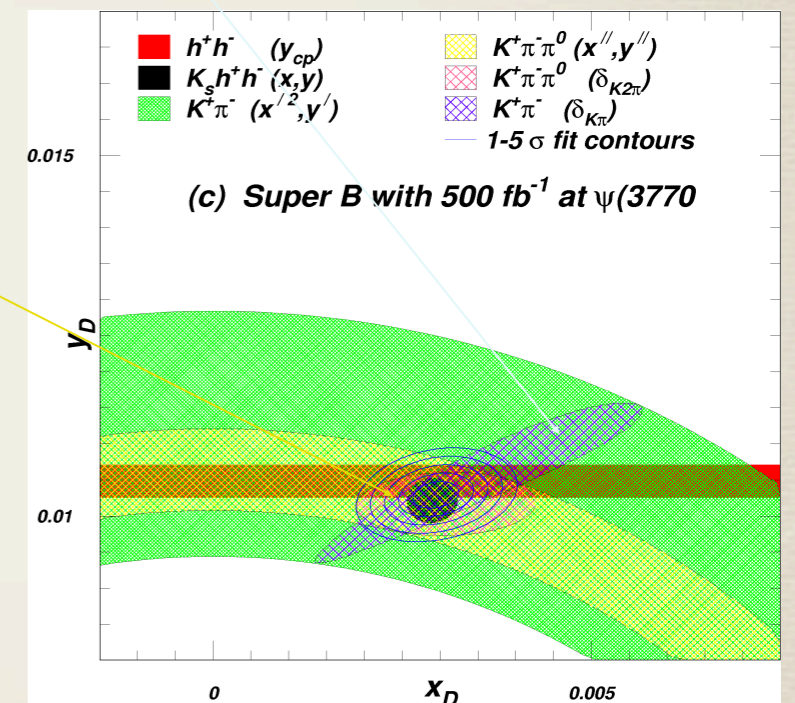 h⁺h⁻ (y_cp)
K_sh⁺h⁻ (x,y)
K⁺π⁻ (x′²,y′)
K⁺π⁻π⁰ (x″,y″)
K⁺π⁻π⁰ (δ_K2π)
K⁺π⁻ (δ_Kπ)
1-5 σ fit contours
(c) Super B with 500 fb⁻¹ at ψ(3770
0.015
y_D
0.01
0
x_D
0.005